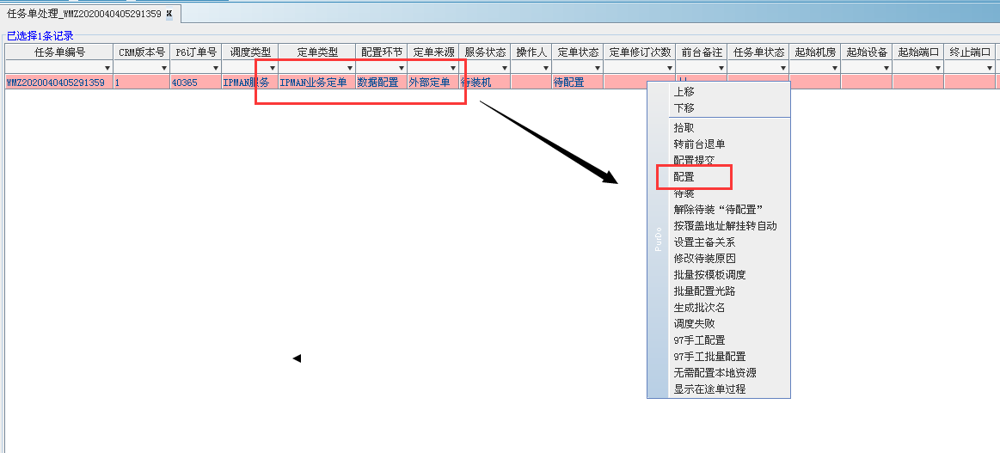 任务单处理_WMZ2020040405291359 x
已选择1条记录
任务单编号 CRM版本号 P6订单号 调度类型 定单类型 配置环节 定单来源 服务状态 操作人 定单状态 定单修订次数 前台备注 任务单状态 起始机房 起始设备 起始端口 终止端口
WMZ2020040405291359 1 40365 IPMAN服务 IPMAN业务定单 数据配置 外部定单 待装机 待配置
上移
下移
拾取
转前台退单
配置提交
配置
待装
解除待装“待配置”
按覆盖地址解挂转自动
设置主备关系
修改待装原因
批量按模板调度
批量配置光路
生成批次名
调度失败
97手工配置
97手工批量配置
无需配置本地资源
显示在途单过程
PurDo